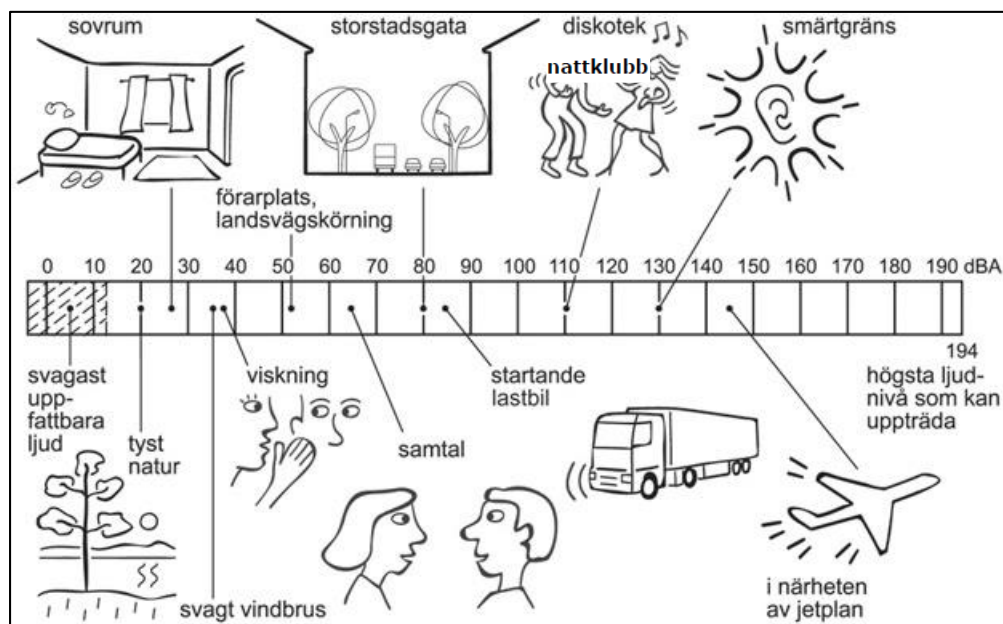 sovrum
storstadsgata
diskotek
nattklubb
smärtgräns
förarplats,
landsvägskörning
0 10 20 30 40 50 60 70 80 90 100 110 120 130 140 150 160 170 180 190 dBA
194
svagast
upp-
fattbara
ljud
tyst
natur
viskning
svagt vindbrus
samtal
startande
lastbil
högsta ljud-
nivå som kan
uppträda
i närheten
av jetplan